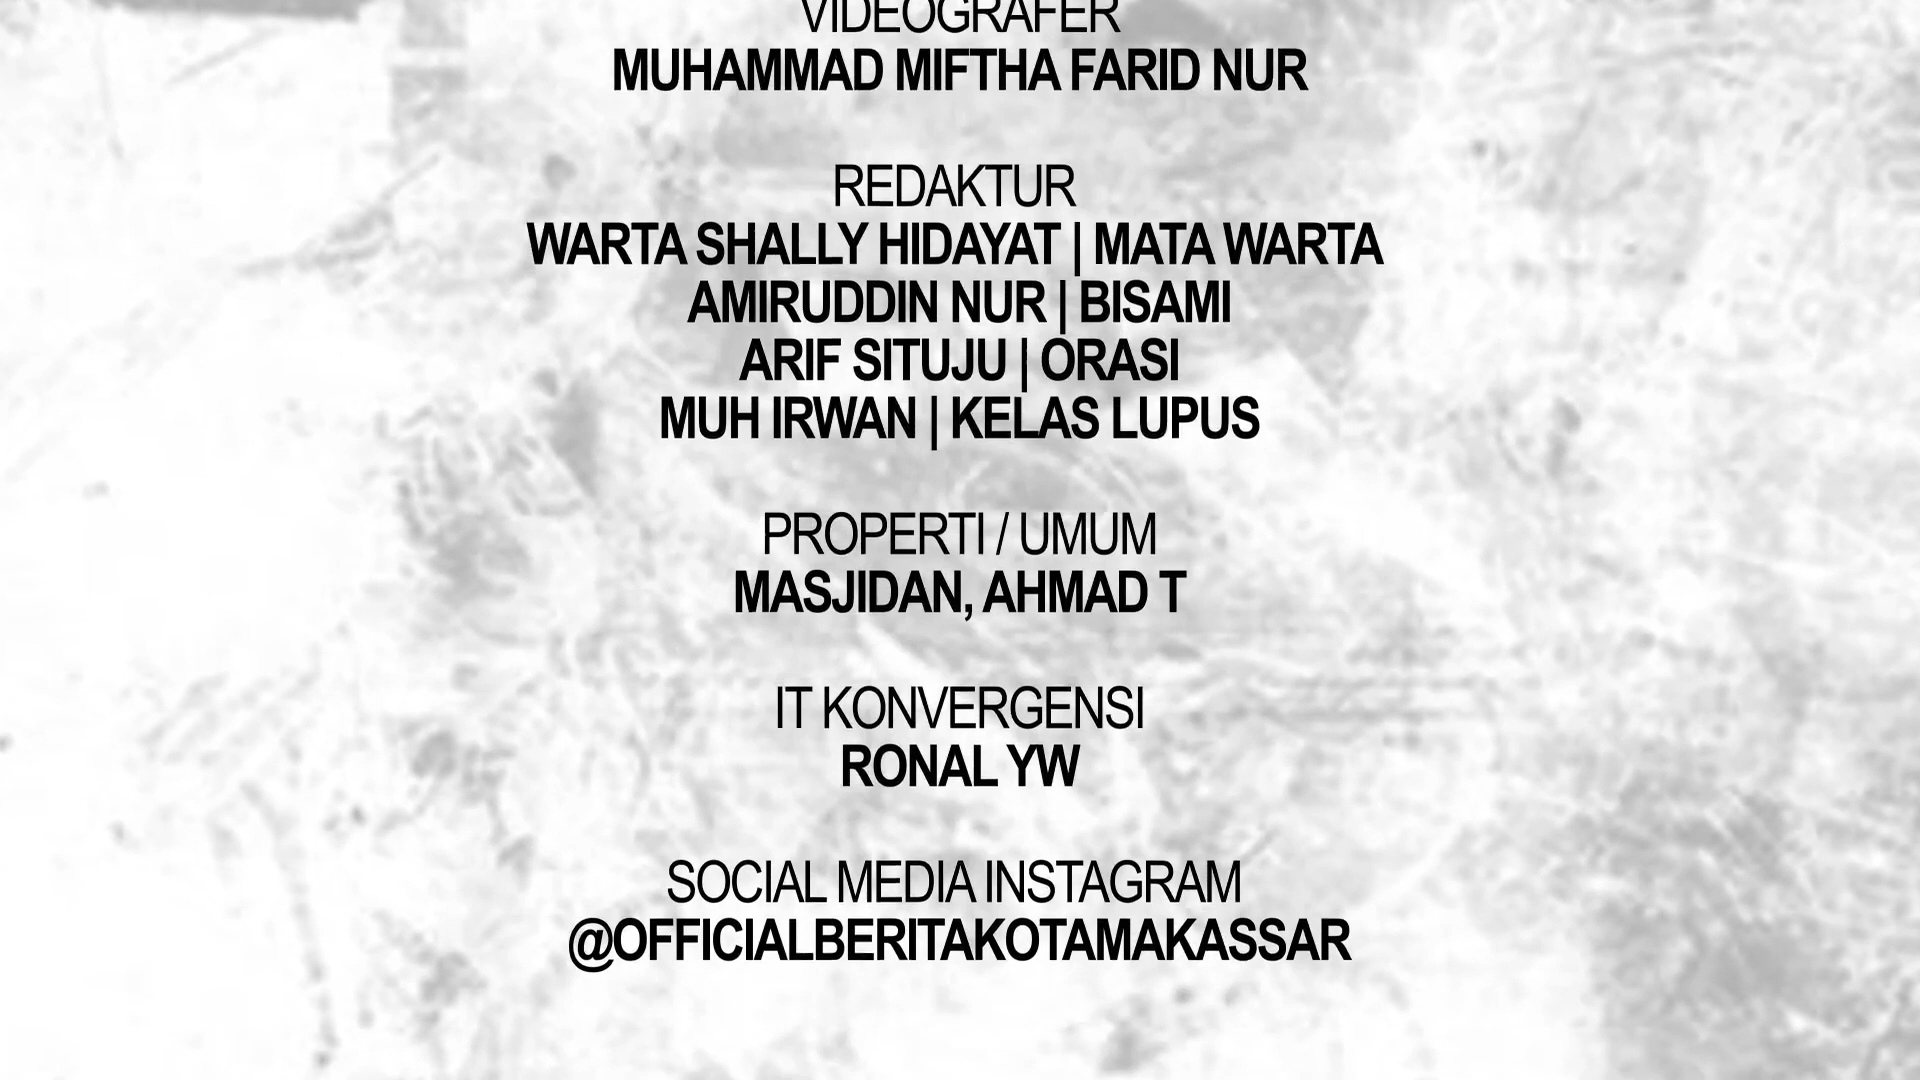 VIDEOGRAFER
MUHAMMAD MIFTHA FARID NUR
REDAKTUR
WARTA SHALLY HIDAYAT | MATA WARTA
AMIRUDDIN NUR | BISAMI
ARIF SITUJU | ORASI
MUH IRWAN | KELAS LUPUS
PROPERTI / UMUM
MASJIDAN, AHMAD T
IT KONVERGENSI
RONAL YW
SOCIAL MEDIA INSTAGRAM
@OFFICIALBERITAKOTAMAKASSAR